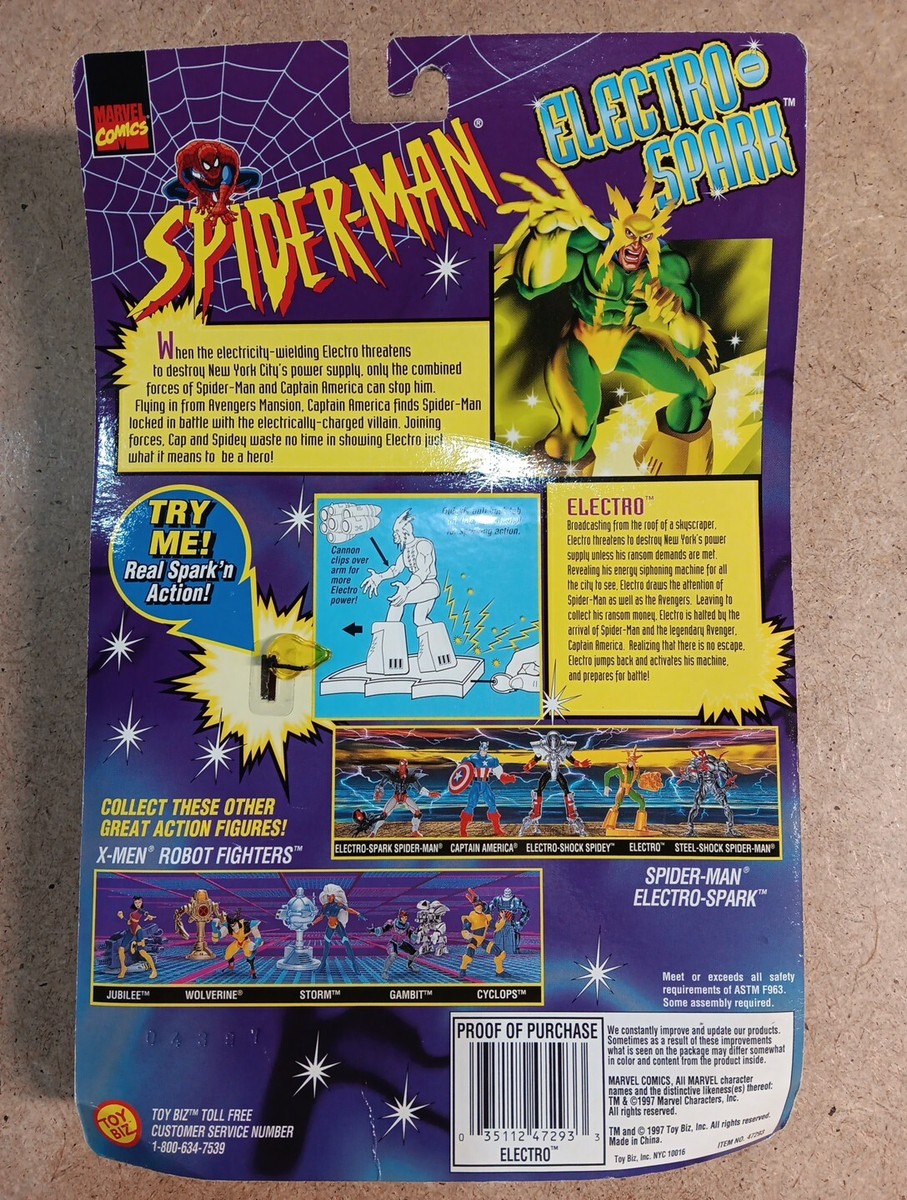 MARVEL
COMICS
SPIDER-MAN®
ELECTRO-
SPARK™
When the electricity-wielding Electro threatens
to destroy New York City's power supply, only the combined
forces of Spider-Man and Captain America can stop him.
Flying in from Avengers Mansion, Captain America finds Spider-Man
locked in battle with the electrically-charged villain. Joining
forces, Cap and Spidey waste no time in showing Electro just
what it means to be a hero!
TRY
ME!
Real Spark'n
Action!
Cannon
clips over
arm for
more
Electro
power!
action.
ELECTRO™
Broadcasting from the roof of a skyscraper,
Electro threatens to destroy New York's power
supply unless his ransom demands are met.
Revealing his energy siphoning machine for all
the city to see, Electro draws the attention of
Spider-Man as well as the Avengers. Leaving to
collect his ransom money, Electro is halted by the
arrival of Spider-Man and the legendary Avenger,
Captain America. Realizing that there is no escape,
Electro jumps back and activates his machine,
and prepares for battle!
ELECTRO-SPARK SPIDER-MAN® CAPTAIN AMERICA® ELECTRO-SHOCK SPIDEY™ ELECTRO™ STEEL-SHOCK SPIDER-MAN®
SPIDER-MAN®
ELECTRO-SPARK™
COLLECT THESE OTHER
GREAT ACTION FIGURES!
X-MEN® ROBOT FIGHTERS™
JUBILEE™ WOLVERINE® STORM™ GAMBIT™ CYCLOPS™
Meet or exceeds all safety
requirements of ASTM F963.
Some assembly required.
TOY
BIZ
TOY BIZ™ TOLL FREE
CUSTOMER SERVICE NUMBER
1-800-634-7539
PROOF OF PURCHASE
0 35112 47293 3
ELECTRO™
We constantly improve and update our products.
Sometimes as a result of these improvements
what is seen on the package may differ somewhat
in color and content from the product inside.
MARVEL COMICS, All MARVEL character
names and the distinctive likeness(es) thereof:
TM & ©1997 Marvel Characters, Inc.
All rights reserved.
TM and © 1997 Toy Biz, Inc. All rights reserved.
Made in China.
ITEM NO. 47293
Toy Biz, Inc. NYC 10016